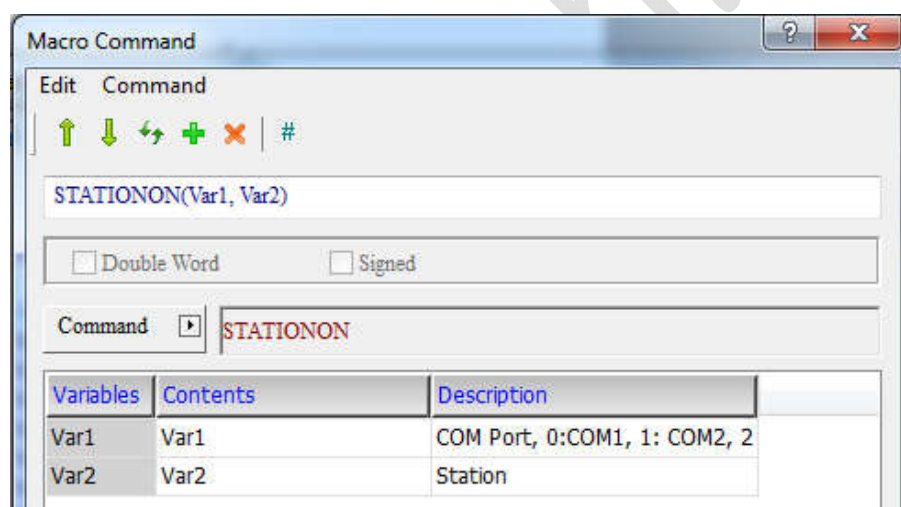 Macro Command
Edit Command
#
STATIONON(Var1, Var2)
Double Word Signed
Command STATIONON
Variables Contents Description
Var1 Var1 COM Port, 0:COM1, 1: COM2, 2
Var2 Var2 Station